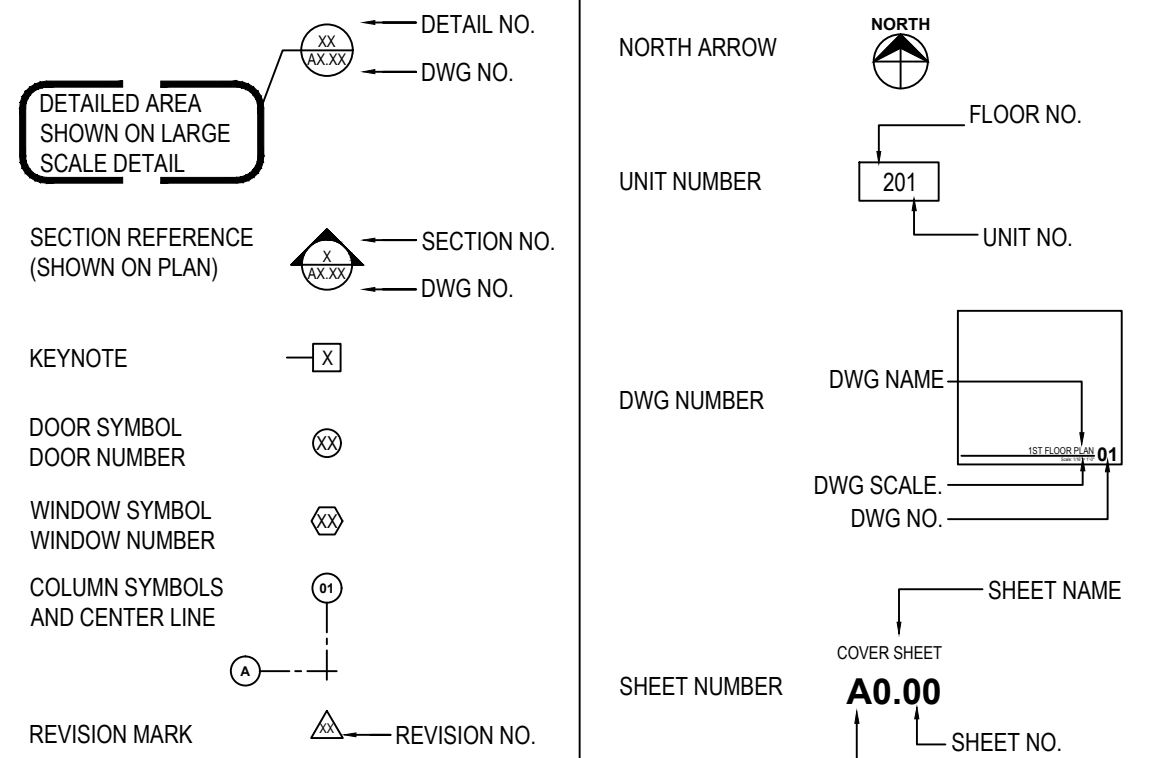 DETAIL NO.
XX
AX.XX
DWG NO.
DETAILED AREA
SHOWN ON LARGE
SCALE DETAIL
SECTION REFERENCE
(SHOWN ON PLAN)
X
AX.XX
SECTION NO.
DWG NO.
KEYNOTE
X
DOOR SYMBOL
DOOR NUMBER
XX
WINDOW SYMBOL
WINDOW NUMBER
XX
COLUMN SYMBOLS
AND CENTER LINE
01
A
REVISION MARK
XX
REVISION NO.
NORTH ARROW
NORTH
FLOOR NO.
UNIT NUMBER
201
UNIT NO.
DWG NUMBER
DWG NAME
1ST FLOOR PLAN
01
DWG SCALE.
DWG NO.
SHEET NAME
COVER SHEET
SHEET NUMBER
A0.00
SHEET NO.